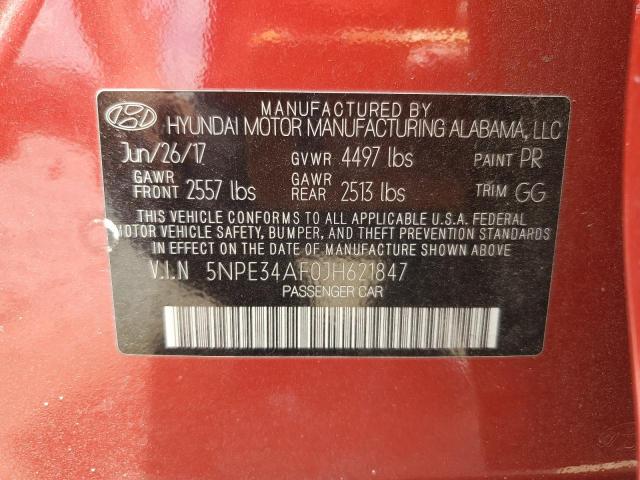 MANUFACTURED BY
HYUNDAI MOTOR MANUFACTURING ALABAMA, LLC
Jun/26/17 GVWR 4497 lbs PAINT PR
GAWR FRONT 2557 lbs GAWR REAR 2513 lbs TRIM GG
THIS VEHICLE CONFORMS TO ALL APPLICABLE U.S.A. FEDERAL
MOTOR VEHICLE SAFETY, BUMPER, AND THEFT PREVENTION STANDARDS
IN EFFECT ON THE DATE OF MANUFACTURE SHOWN ABOVE
V.I.N 5NPE34AF0JH621847
PASSENGER CAR